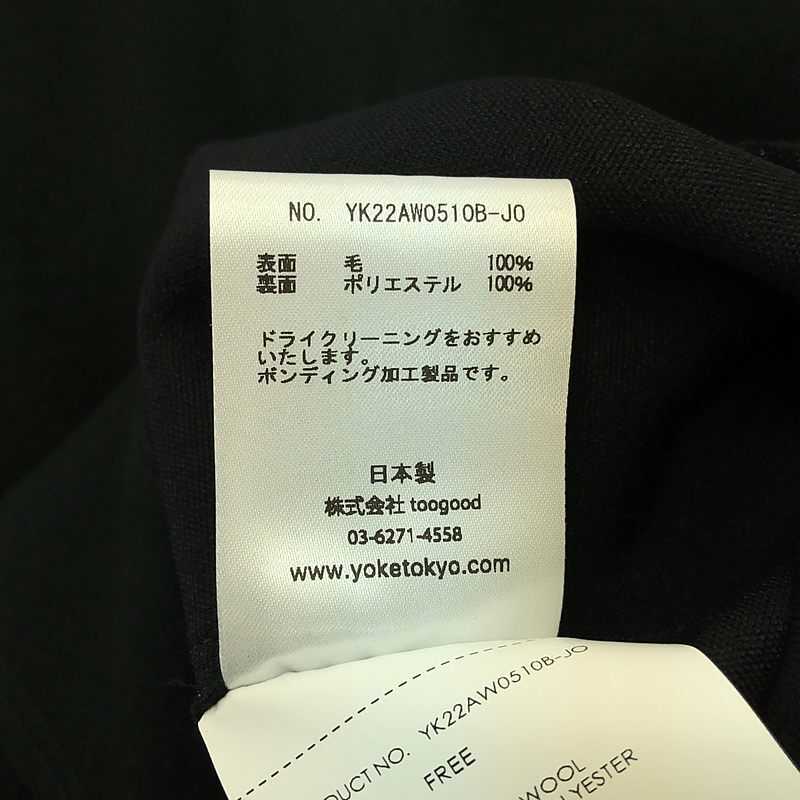 NO. YK22AW0510B-JO
表面 毛 100%
裏面 ポリエステル 100%
ドライクリーニングをおすすめ
いたします。
ボンディング加工製品です。
日本製
株式会社 toogood
03-6271-4558
www.yoketokyo.com
DUCT NO. YK22AW0510B-JO
FREE
WOOL
LYESTER